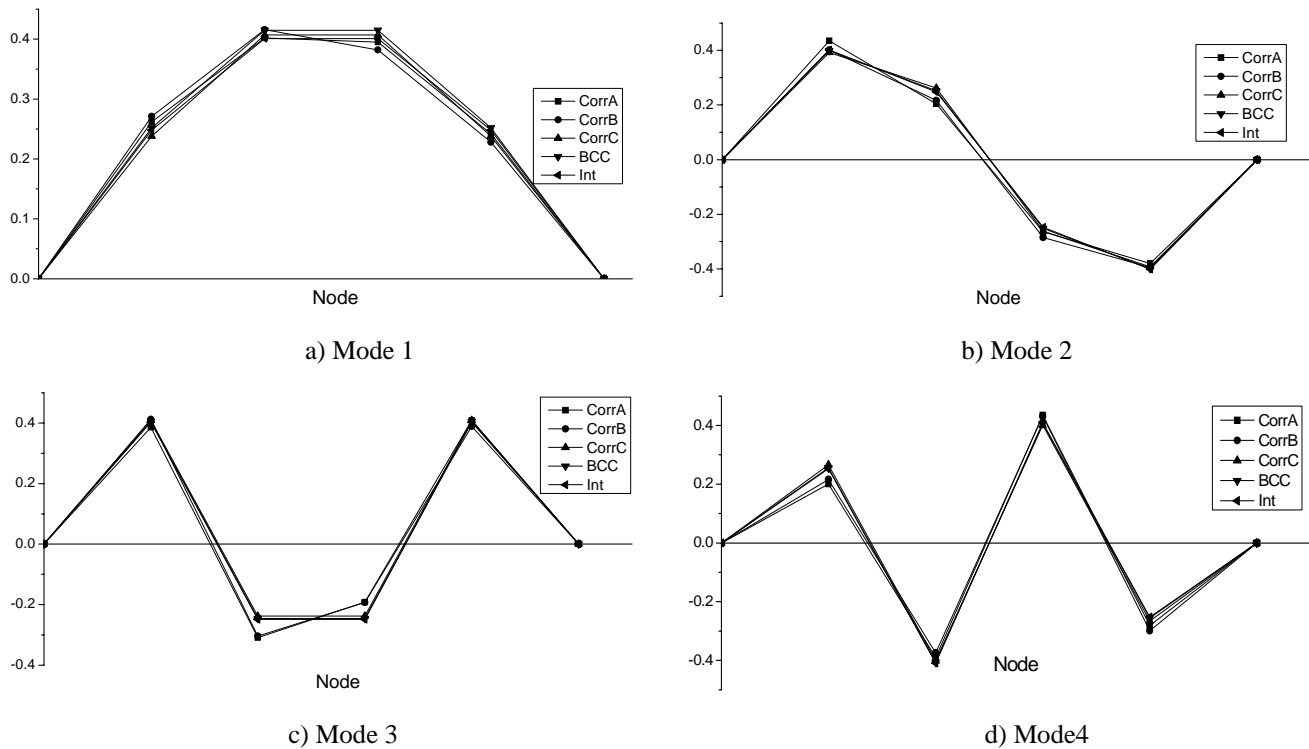 0.4
0.3
0.2
0.1
0.0
CorrA
CorrB
CorrC
BCC
Int
Node
a) Mode 1
0.4
0.2
0.0
-0.2
-0.4
CorrA
CorrB
CorrC
BCC
Int
Node
b) Mode 2
0.4
0.2
0.0
-0.2
-0.4
CorrA
CorrB
CorrC
BCC
Int
Node
c) Mode 3
0.4
0.2
0.0
-0.2
-0.4
CorrA
CorrB
CorrC
BCC
Int
Node
d) Mode4